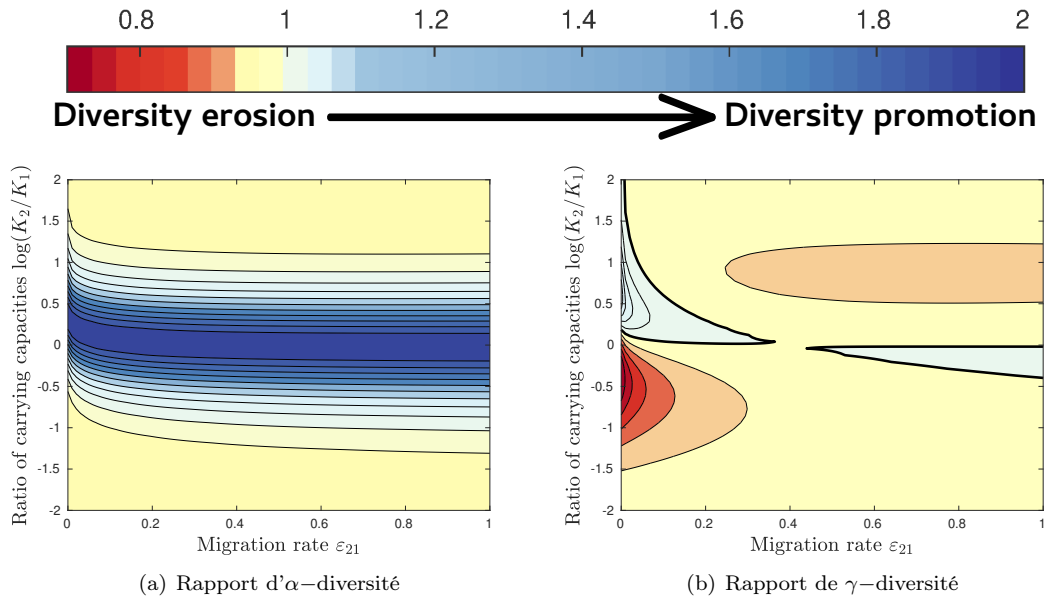 0.8 1 1.2 1.4 1.6 1.8 2
Diversity erosion Diversity promotion
Ratio of carrying capacities log(K₂/K₁)
2
1.5
1
0.5
0
-0.5
-1
-1.5
-2
0 0.2 0.4 0.6 0.8 1
Migration rate ε₂₁
(a) Rapport d'α−diversité
Ratio of carrying capacities log(K₂/K₁)
2
1.5
1
0.5
0
-0.5
-1
-1.5
-2
0 0.2 0.4 0.6 0.8 1
Migration rate ε₂₁
(b) Rapport de γ−diversité